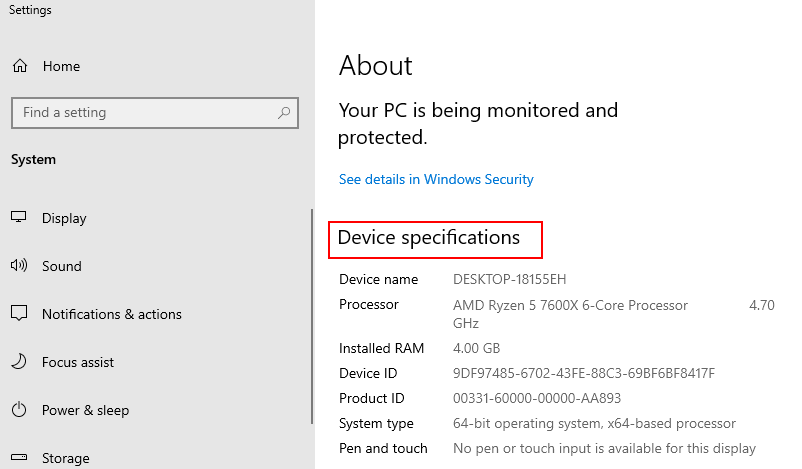 Settings
Home
Find a setting
System
Display
Sound
Notifications & actions
Focus assist
Power & sleep
Storage
About
Your PC is being monitored and
protected.
See details in Windows Security
Device specifications
Device name DESKTOP-18155EH
Processor AMD Ryzen 5 7600X 6-Core Processor 4.70
GHz
Installed RAM 4.00 GB
Device ID 9DF97485-6702-43FE-88C3-69BF6BF8417F
Product ID 00331-60000-00000-AA893
System type 64-bit operating system, x64-based processor
Pen and touch No pen or touch input is available for this display